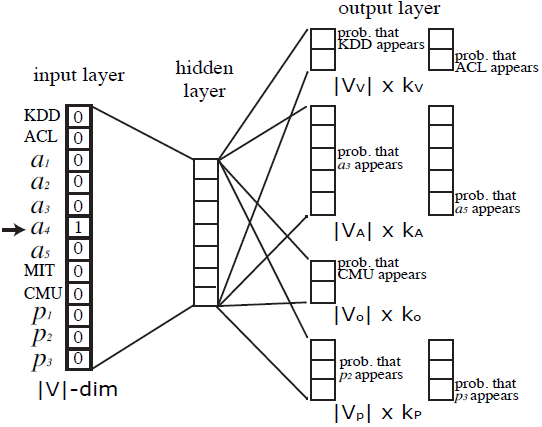 output layer
input layer
hidden
layer
KDD 0
ACL 0
a1 0
a2 0
a3 0
a4 1
a5 0
MIT 0
CMU 0
p1 0
p2 0
p3 0
|V|-dim
prob. that
KDD appears
prob. that
ACL appears
|Vv| x kv
prob. that
a3 appears
prob. that
a5 appears
|VA| x kA
prob. that
CMU appears
|Vo| x ko
prob. that
p2 appears
prob. that
p3 appears
|Vp| x kP